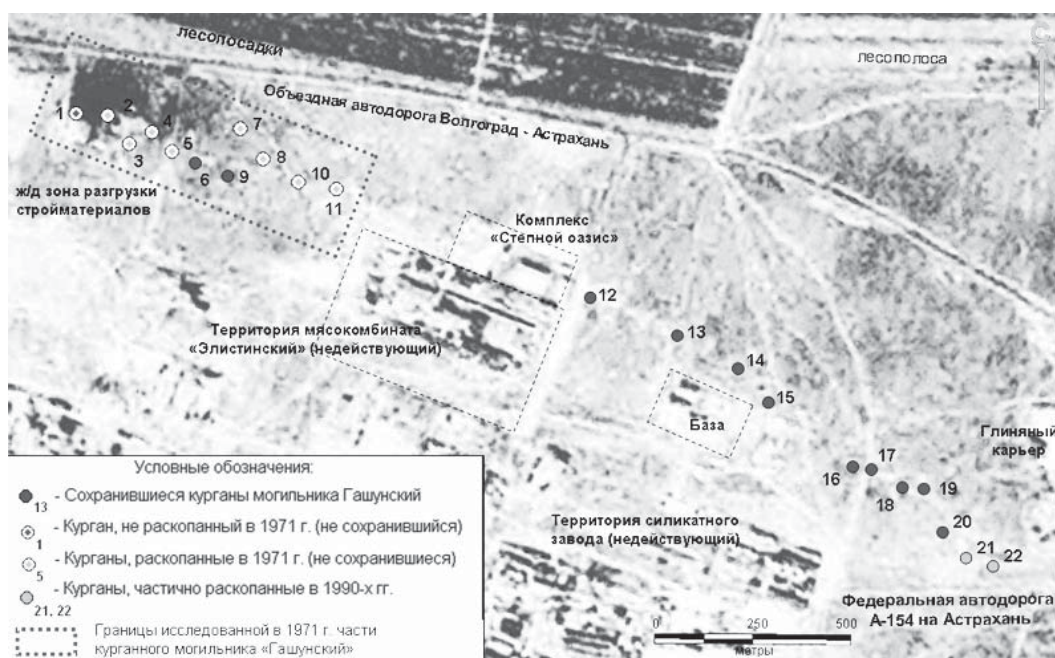 лесопосадки
С
лесополоса
Объездная автодорога Волгоград - Астрахань
1
2
4
7
3
5
8
6
9
10
11
ж/д зона разгрузки
стройматериалов
Комплекс
«Степной оазис»
12
Территория мясокомбината
«Элистинский» (недействующий)
13
14
15
База
Глиняный
карьер
16
17
18
19
20
21
22
Территория силикатного
завода (недействующий)
Федеральная автодорога
А-154 на Астрахань
0 250 500
метры
Условные обозначения:
13 - Сохранившиеся курганы могильника Гашунский
1 - Курган, не раскопанный в 1971 г. (не сохранившийся)
5 - Курганы, раскопанные в 1971 г. (не сохранившиеся)
21, 22 - Курганы, частично раскопанные в 1990-х гг.
Границы исследованной в 1971 г. части
курганного могильника «Гашунский»